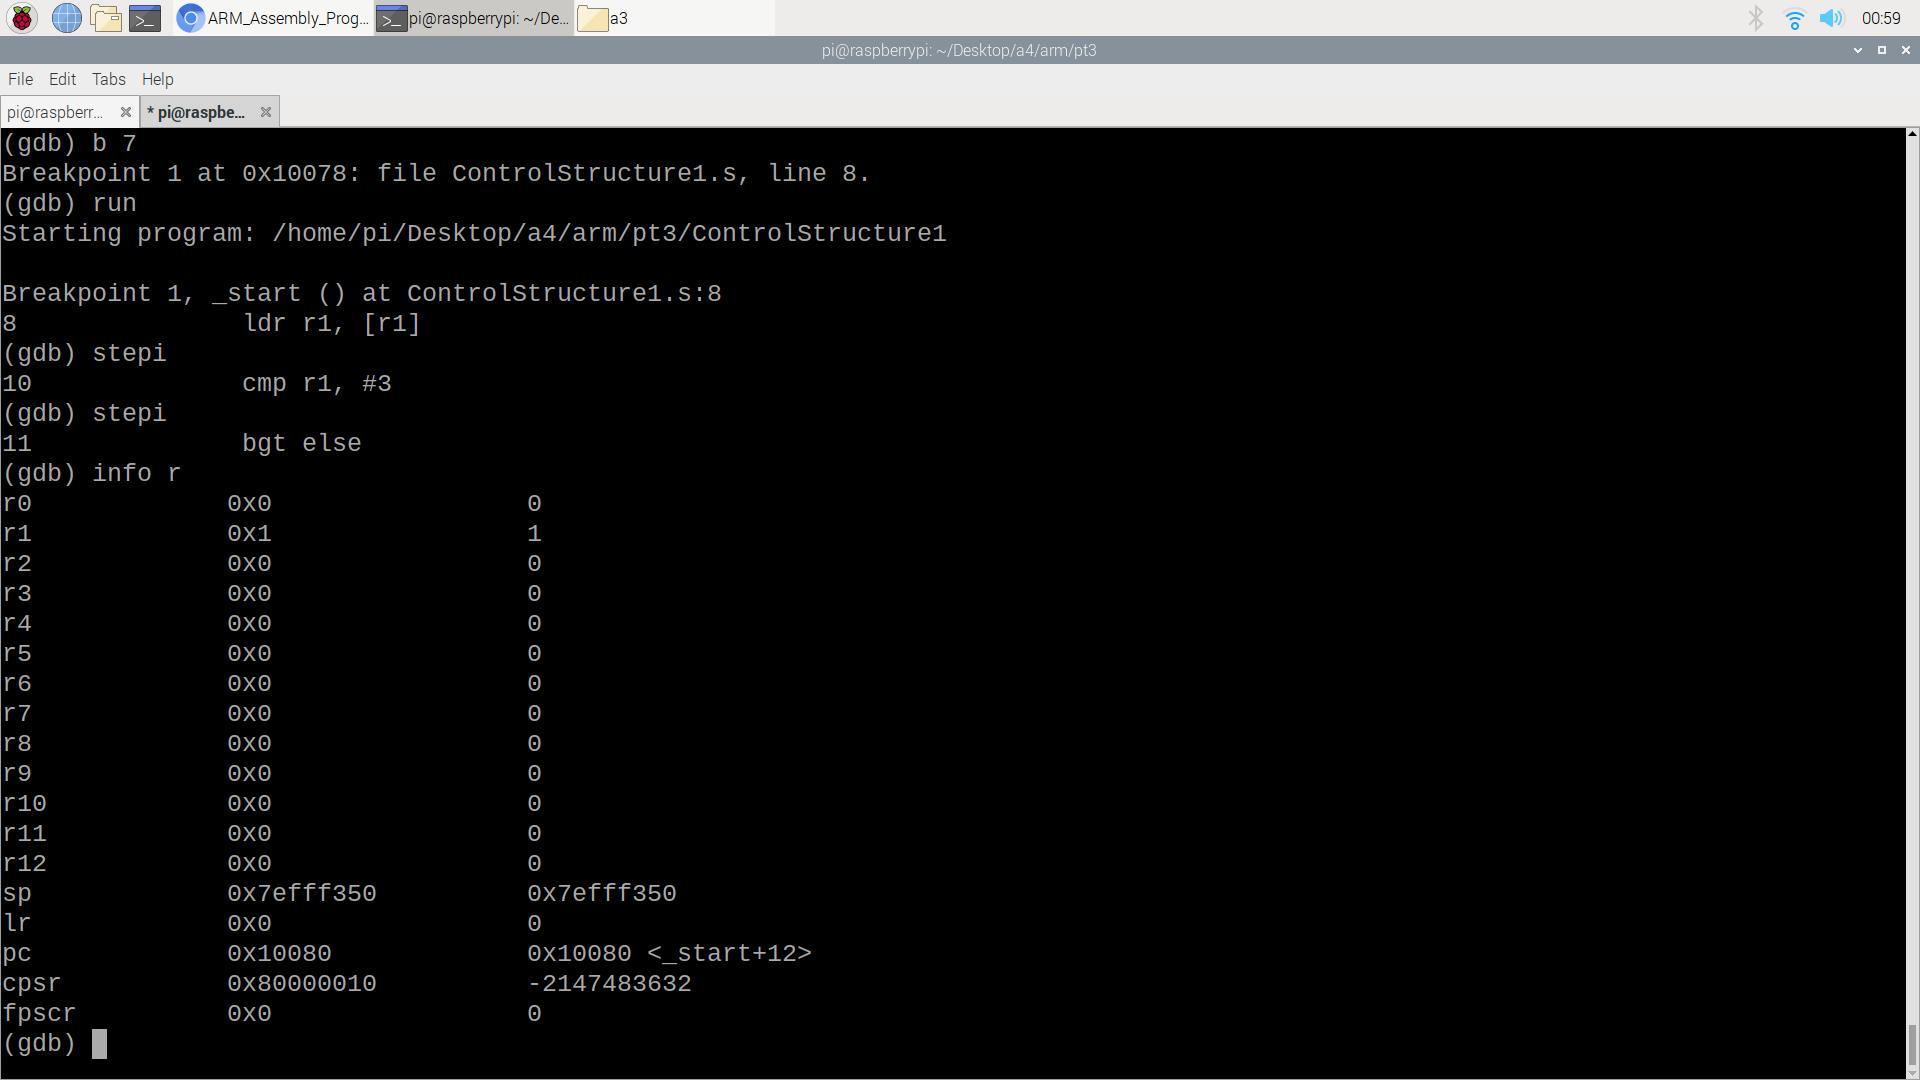 ARM_Assembly_Prog... pi@raspberrypi: ~/De... a3 00:59
pi@raspberrypi: ~/Desktop/a4/arm/pt3
File Edit Tabs Help
pi@raspberr... * pi@raspbe...
(gdb) b 7
Breakpoint 1 at 0x10078: file ControlStructure1.s, line 8.
(gdb) run
Starting program: /home/pi/Desktop/a4/arm/pt3/ControlStructure1
Breakpoint 1, _start () at ControlStructure1.s:8
8 ldr r1, [r1]
(gdb) stepi
10 cmp r1, #3
(gdb) stepi
11 bgt else
(gdb) info r
r0 0x0 0
r1 0x1 1
r2 0x0 0
r3 0x0 0
r4 0x0 0
r5 0x0 0
r6 0x0 0
r7 0x0 0
r8 0x0 0
r9 0x0 0
r10 0x0 0
r11 0x0 0
r12 0x0 0
sp 0x7efff350 0x7efff350
lr 0x0 0
pc 0x10080 0x10080 <_start+12>
cpsr 0x80000010 -2147483632
fpscr 0x0 0
(gdb)